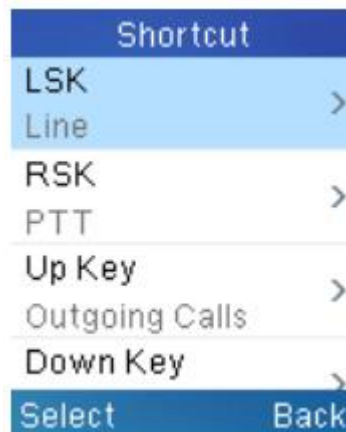 Shortcut
LSK
Line
RSK
PTT
Up Key
Outgoing Calls
Down Key
Select Back